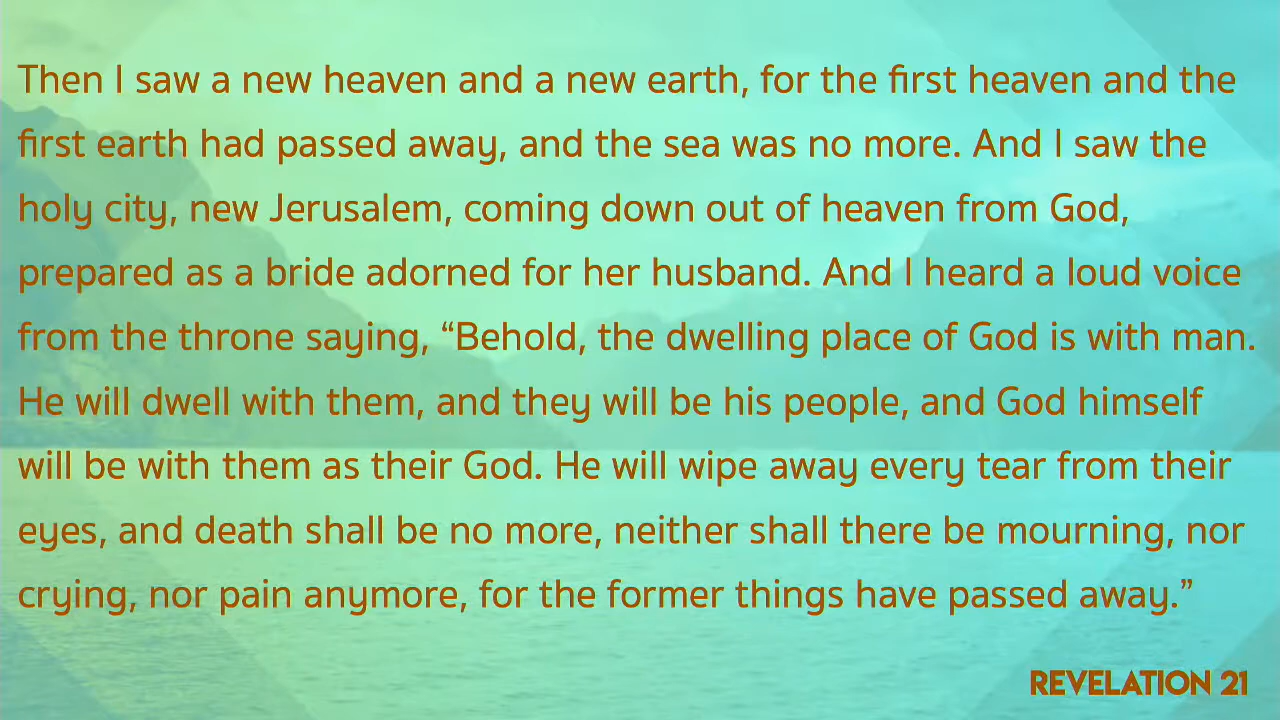 Then I saw a new heaven and a new earth, for the first heaven and the
first earth had passed away, and the sea was no more. And I saw the
holy city, new Jerusalem, coming down out of heaven from God,
prepared as a bride adorned for her husband. And I heard a loud voice
from the throne saying, “Behold, the dwelling place of God is with man.
He will dwell with them, and they will be his people, and God himself
will be with them as their God. He will wipe away every tear from their
eyes, and death shall be no more, neither shall there be mourning, nor
crying, nor pain anymore, for the former things have passed away.”
REVELATION 21